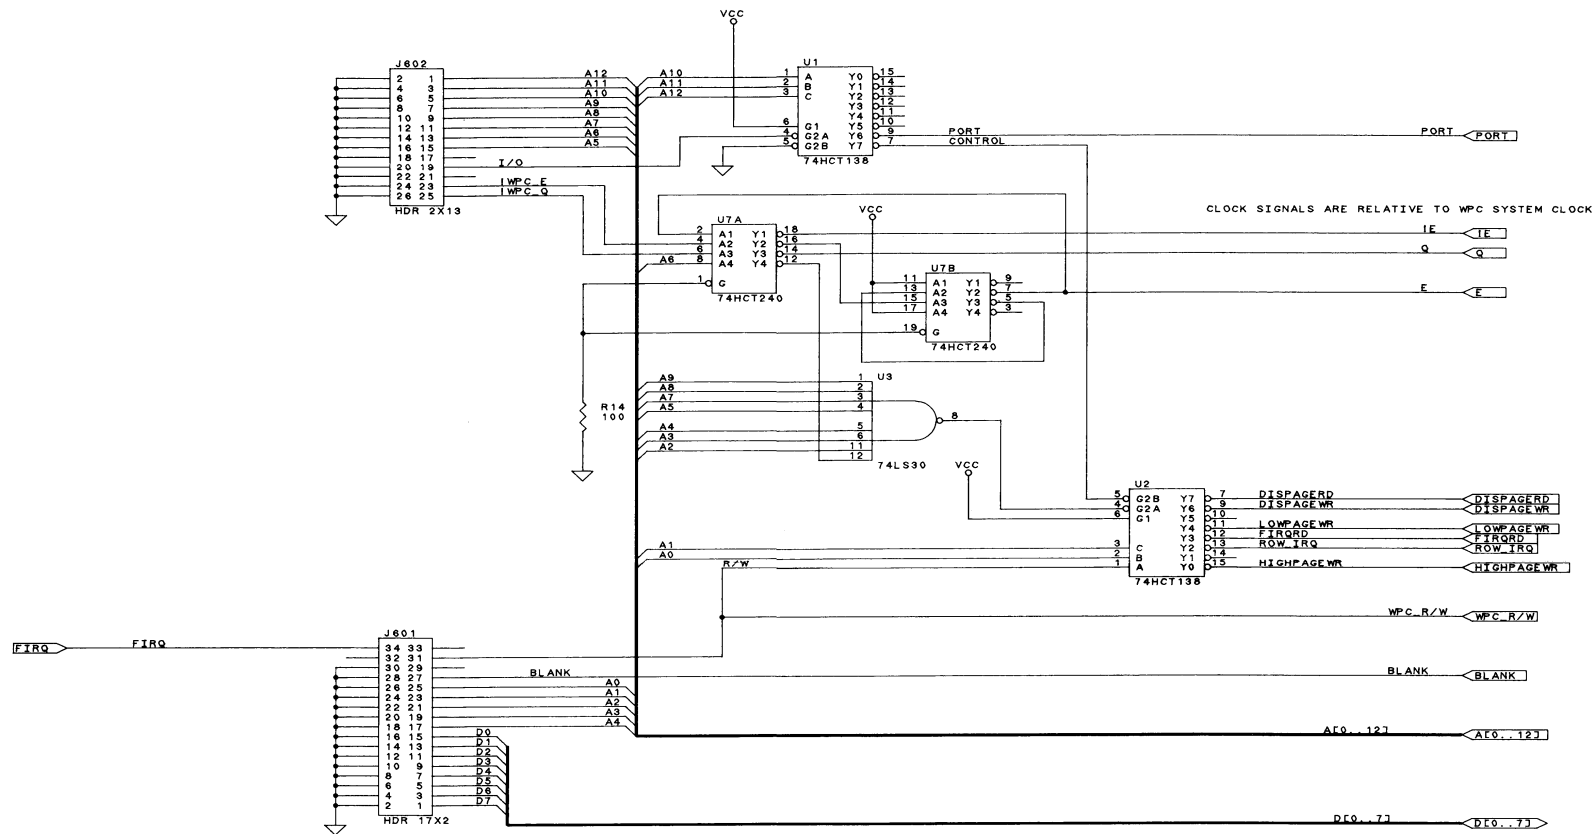 VCC
J602
2 1
4 3
6 5
8 7
10 9
12 11
14 13
16 15
18 17
20 19
22 21
24 23
26 25
HDR 2X13
A12
A11
A10
A9
A8
A7
A6
A5
I/O
IWPC_E
IWPC_Q
A10
A11
A12
U1
1 A Y0 15
2 B Y1 14
3 C Y2 13
Y3 12
Y4 11
6 G1 Y5 10
4 G2A Y6 9
5 G2B Y7 7
74HCT138
PORT
CONTROL
PORT
PORT
CLOCK SIGNALS ARE RELATIVE TO WPC SYSTEM CLOCK
U7A
2 A1 Y1 18
4 A2 Y2 16
6 A3 Y3 14
A6 8 A4 Y4 12
1 G
74HCT240
VCC
IE
IE
Q
Q
U7B
11 A1 Y1 9
13 A2 Y2 7
15 A3 Y3 5
17 A4 Y4 3
19 G
74HCT240
E
E
R14
100
U3
A9 1
A8 2
A7 3
A5 4
A4 5
A3 6
A2 11
12
8
74LS30
VCC
U2
5 G2B Y7 7
4 G2A Y6 9
6 G1 Y5 10
Y4 11
Y3 12
3 C Y2 13
2 B Y1 14
1 A Y0 15
74HCT138
A1
A0
R/W
DISPAGERD
DISPAGEWR
LOWPAGEWR
FIRQRD
ROW_IRQ
HIGHPAGEWR
DISPAGERD
DISPAGEWR
LOWPAGEWR
FIRQRD
ROW_IRQ
HIGHPAGEWR
WPC_R/W
WPC_R/W
FIRQ
FIRQ
J601
34 33
32 31
30 29
28 27
26 25
24 23
22 21
20 19
18 17
16 15
14 13
12 11
10 9
8 7
6 5
4 3
2 1
HDR 17X2
BLANK
BLANK
BLANK
A0
A1
A2
A3
A4
D0
D1
D2
D3
D4
D5
D6
D7
A[0..12]
A[0..12]
D[0..7]
D[0..7]